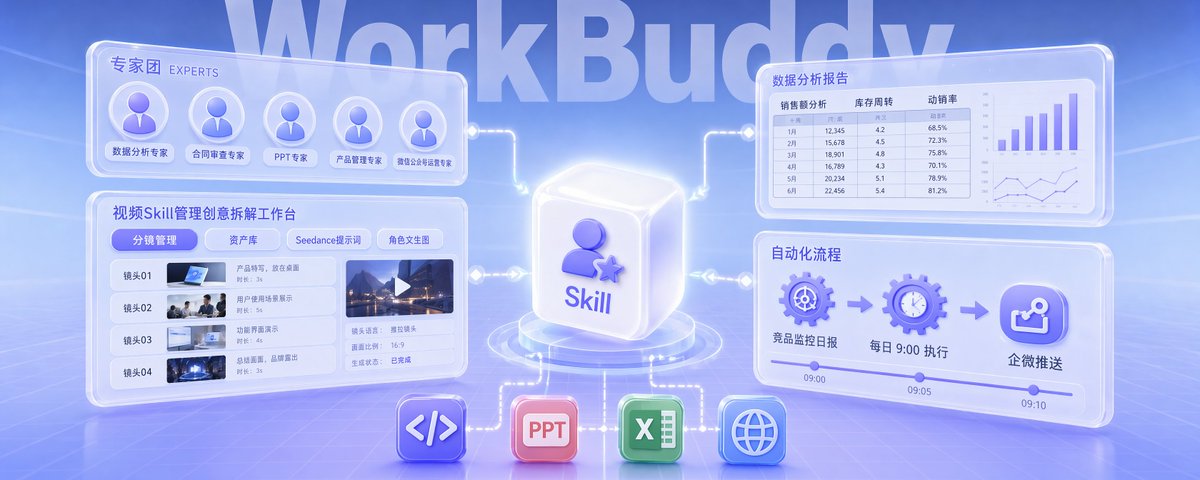 WorkBuddy
专家团 EXPERTS
数据分析专家
合同审查专家
PPT专家
产品管理专家
微信公众号运营专家
视频Skill管理创意拆解工作台
分镜管理
资产库
Seedance提示词
角色文生图
镜头01
产品特写，放在桌面
时长：3s
镜头02
用户使用场景展示
时长：5s
镜头03
功能界面演示
时长：4s
镜头04
总结画面，品牌露出
时长：3s
镜头语言： 推拉镜头
画面比例： 16:9
生成状态： 已完成
Skill
数据分析报告
销售额分析 库存周转 动销率
1月 12,345 4.2 68.5%
2月 15,678 4.5 72.3%
3月 18,901 4.8 75.8%
4月 16,789 4.3 70.1%
5月 20,234 5.1 78.9%
6月 22,456 5.4 81.2%
自动化流程
竞品监控日报
每日 9:00 执行
企微推送
09:00
09:05
09:10
</>
PPT
X